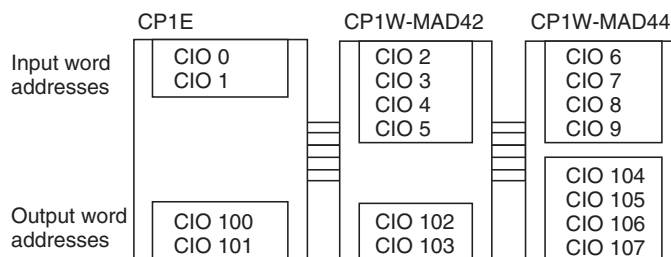 CP1E
CP1W-MAD42
CP1W-MAD44
Input word
addresses
CIO 0
CIO 1
CIO 2
CIO 3
CIO 4
CIO 5
CIO 6
CIO 7
CIO 8
CIO 9
Output word
addresses
CIO 100
CIO 101
CIO 102
CIO 103
CIO 104
CIO 105
CIO 106
CIO 107